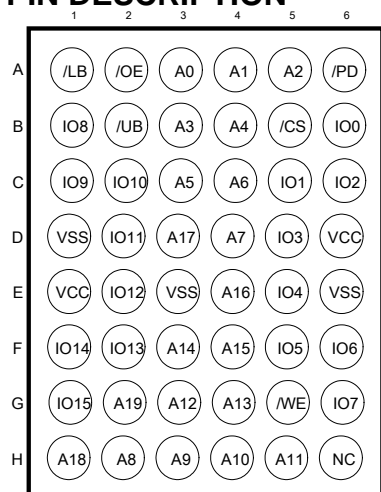 PIN DESCRIPTION
1 2 3 4 5 6
A /LB /OE A0 A1 A2 /PD
B IO8 /UB A3 A4 /CS IO0
C IO9 IO10 A5 A6 IO1 IO2
D VSS IO11 A17 A7 IO3 VCC
E VCC IO12 VSS A16 IO4 VSS
F IO14 IO13 A14 A15 IO5 IO6
G IO15 A19 A12 A13 /WE IO7
H A18 A8 A9 A10 A11 NC